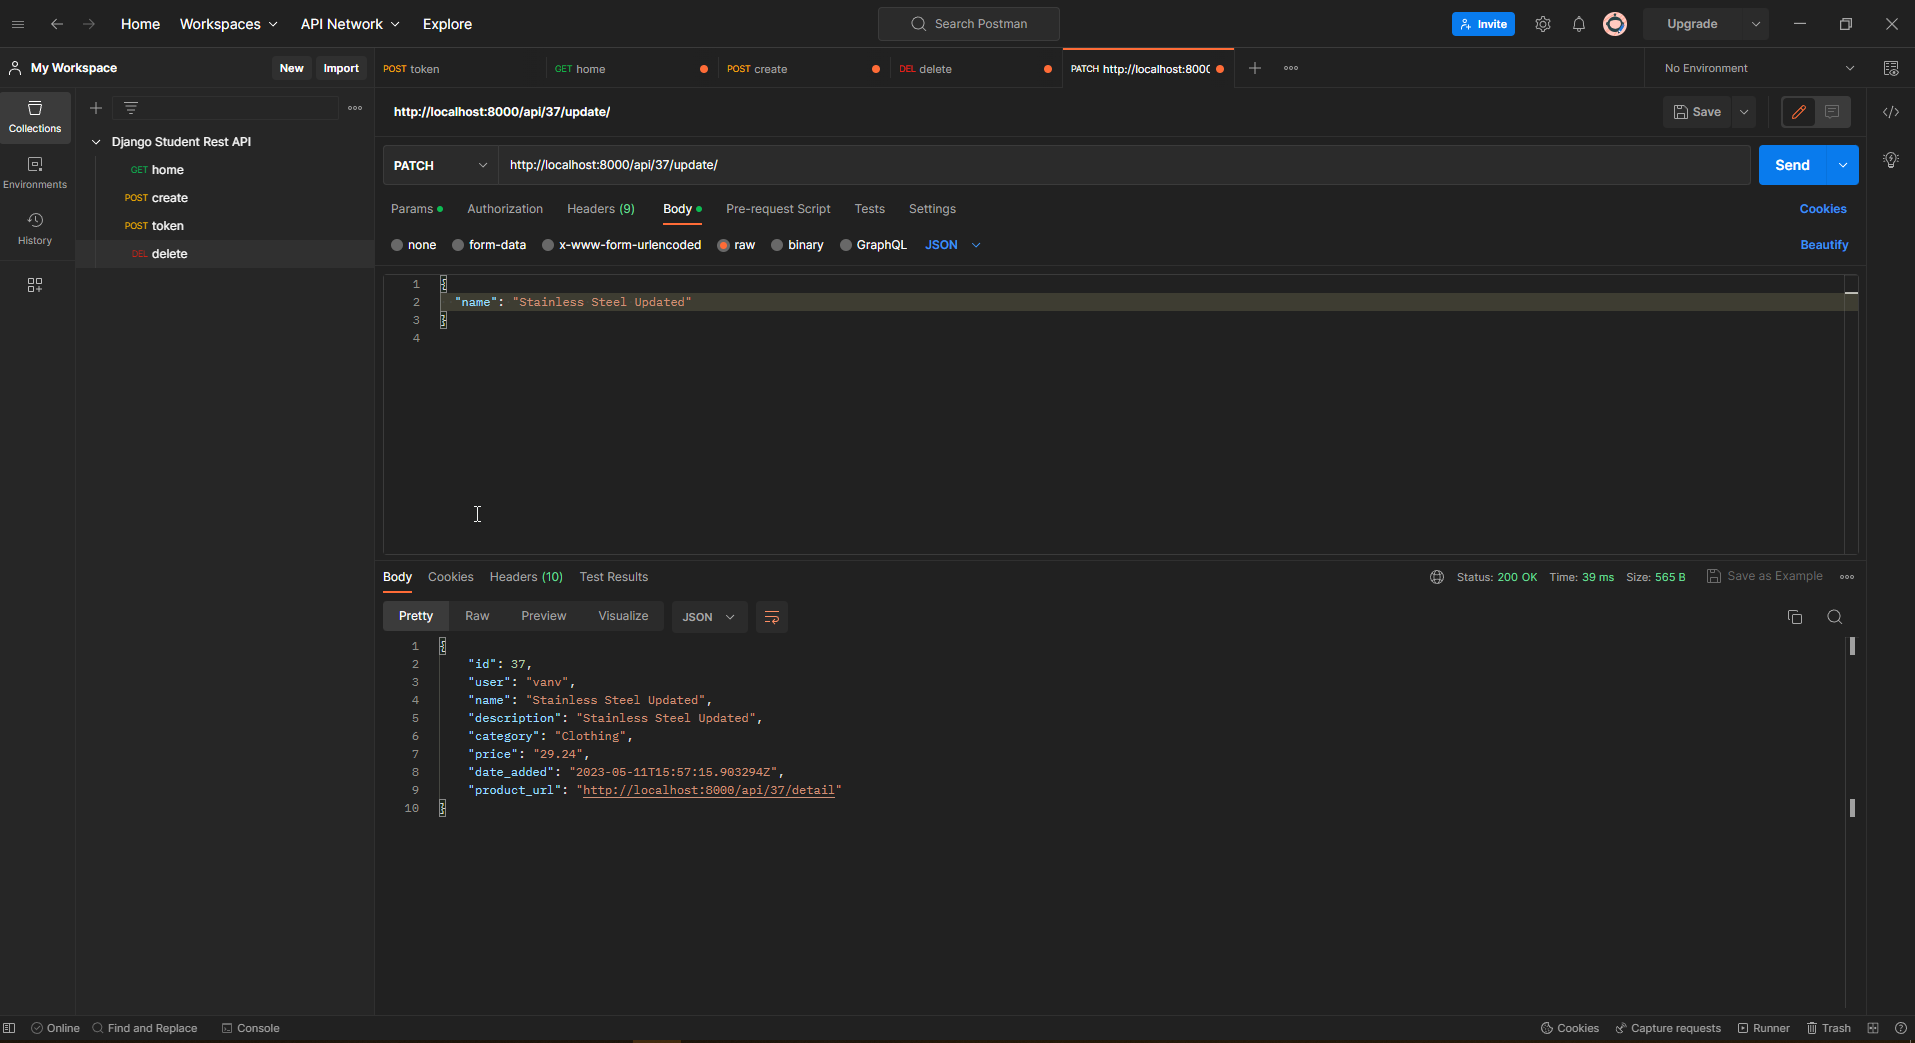 Home Workspaces API Network Explore Search Postman Invite Upgrade
My Workspace New Import POST token GET home POST create DEL delete PATCH http://localhost:8000 No Environment
Collections
Environments
History
Django Student Rest API
GET home
POST create
POST token
DEL delete
http://localhost:8000/api/37/update/ Save
PATCH http://localhost:8000/api/37/update/ Send
Params Authorization Headers (9) Body Pre-request Script Tests Settings Cookies
none form-data x-www-form-urlencoded raw binary GraphQL JSON Beautify
1 {
2 "name": "Stainless Steel Updated"
3 }
4
Body Cookies Headers (10) Test Results Status: 200 OK Time: 39 ms Size: 565 B Save as Example
Pretty Raw Preview Visualize JSON
1 {
2 "id": 37,
3 "user": "vanv",
4 "name": "Stainless Steel Updated",
5 "description": "Stainless Steel Updated",
6 "category": "Clothing",
7 "price": "29.24",
8 "date_added": "2023-05-11T15:57:15.903294Z",
9 "product_url": "http://localhost:8000/api/37/detail"
10 }
Online Find and Replace Console Cookies Capture requests Runner Trash